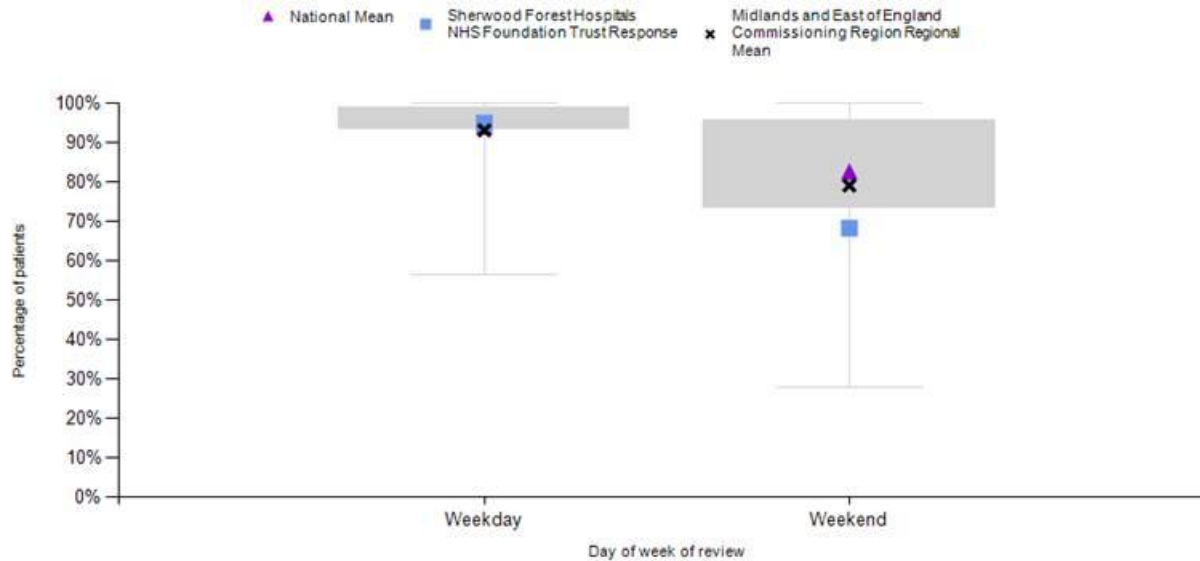 National Mean
Sherwood Forest Hospitals
NHS Foundation Trust Response
Midlands and East of England
Commissioning Region Regional
Mean
100%
90%
80%
70%
60%
50%
40%
30%
20%
10%
0%
Percentage of patients
Weekday
Weekend
Day of week of review